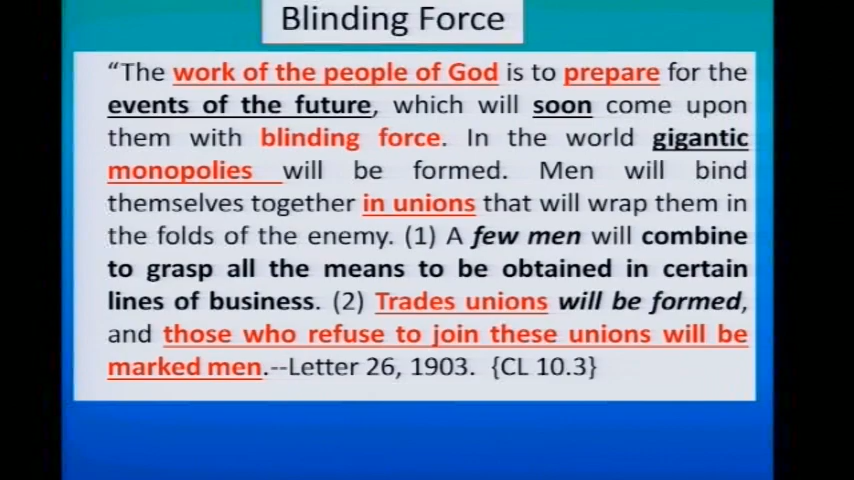 Blinding Force
“The work of the people of God is to prepare for the
events of the future, which will soon come upon
them with blinding force. In the world gigantic
monopolies will be formed. Men will bind
themselves together in unions that will wrap them in
the folds of the enemy. (1) A few men will combine
to grasp all the means to be obtained in certain
lines of business. (2) Trades unions will be formed,
and those who refuse to join these unions will be
marked men.--Letter 26, 1903. {CL 10.3}